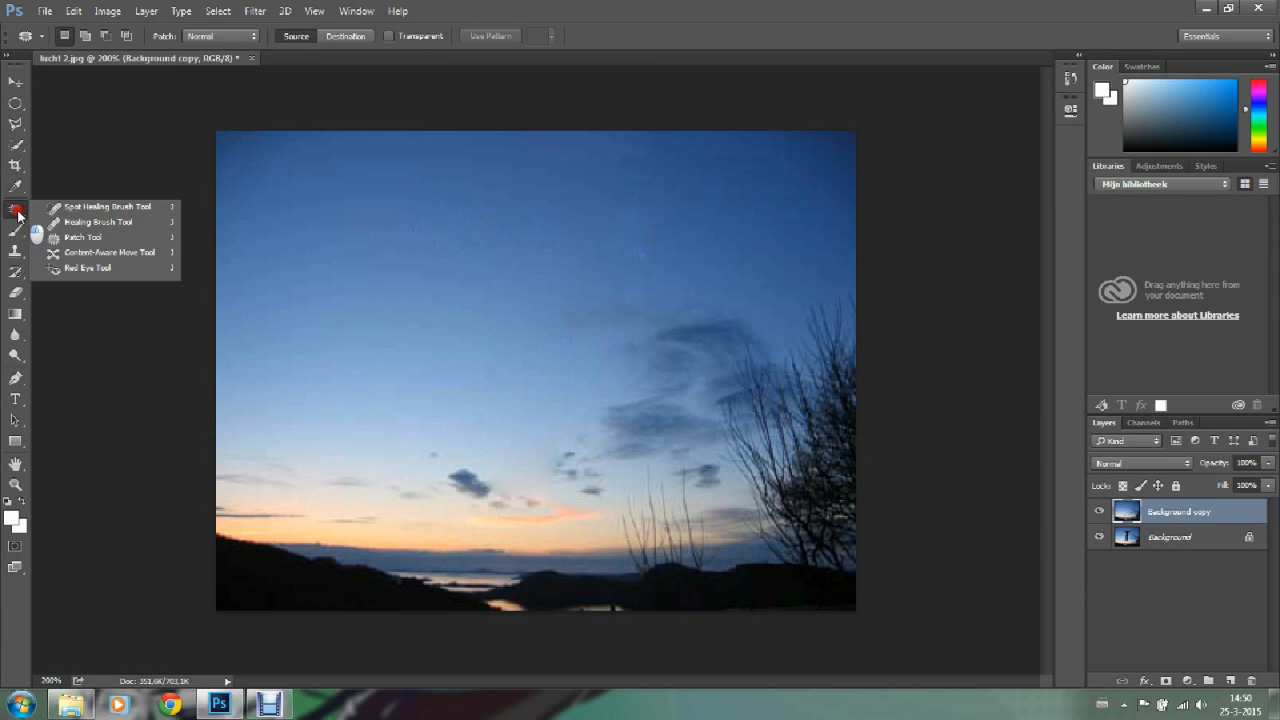 Ps File Edit Image Layer Type Select Filter 3D View Window Help
Patch: Normal Source Destination Transparent Use Pattern Essentials
lucht 2.jpg @ 200% (Background copy, RGB/8) *
Color Swatches
Libraries Adjustments Styles
Mijn bibliotheek
Spot Healing Brush Tool J
Healing Brush Tool J
Patch Tool J
Content-Aware Move Tool J
Red Eye Tool J
Drag anything here from
your document
Learn more about Libraries
Layers Channels Paths
Kind
Normal Opacity: 100%
Lock: Fill: 100%
Background copy
Background
200% Doc: 351,6K/703,1K
Ps
14:50
25-3-2015